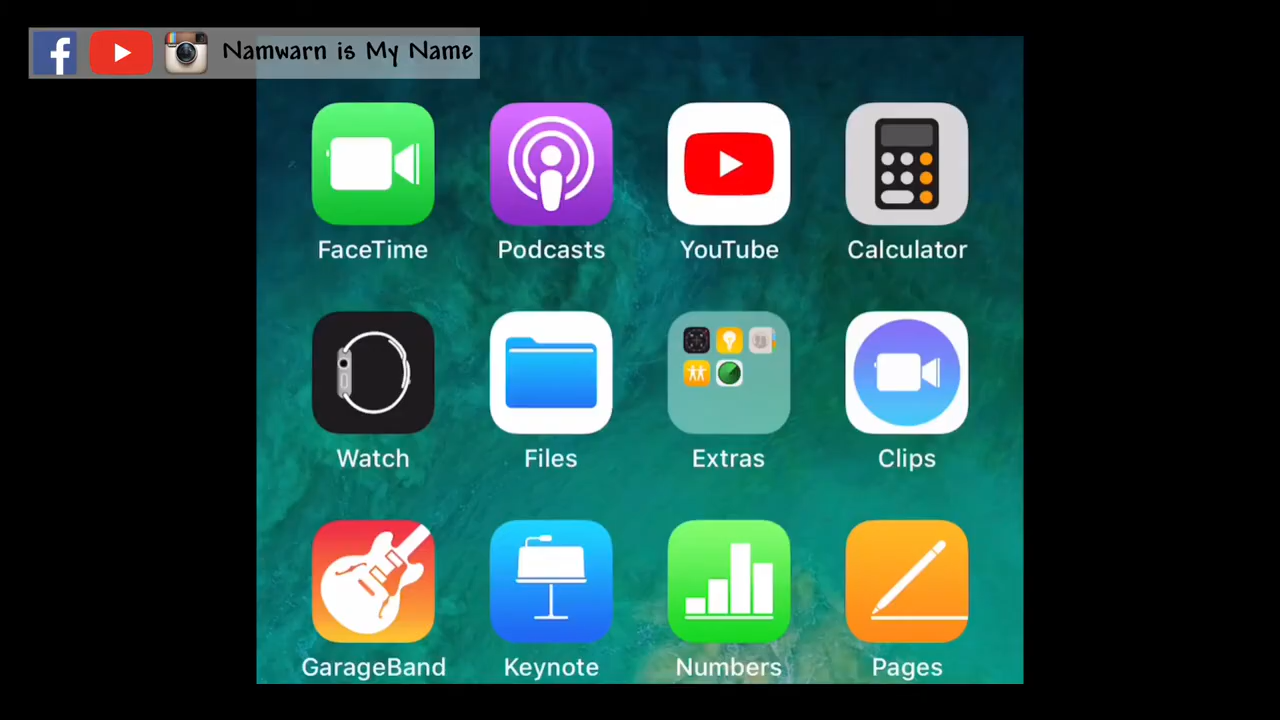 Namwarn is My Name
FaceTime
Podcasts
YouTube
Calculator
Watch
Files
Extras
Clips
GarageBand
Keynote
Numbers
Pages